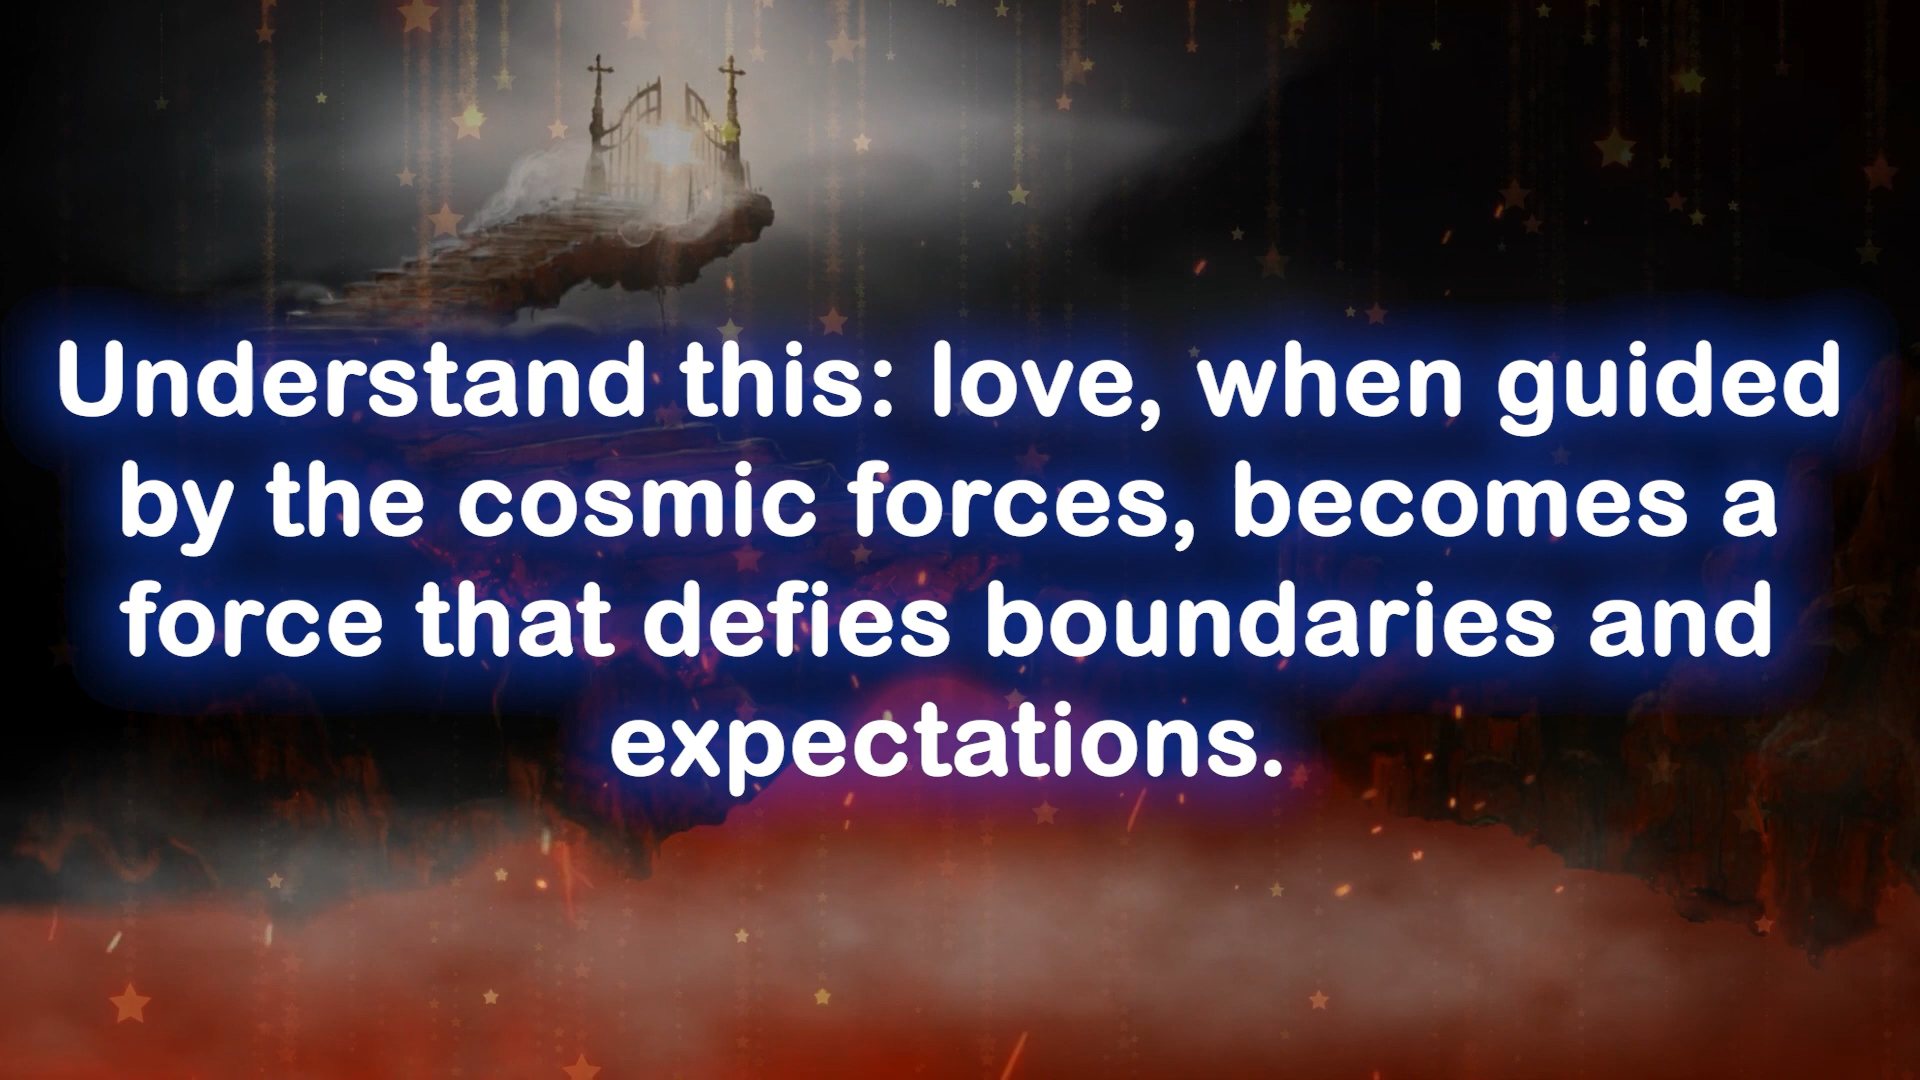 Understand this: love, when guided
by the cosmic forces, becomes a
force that defies boundaries and
expectations.